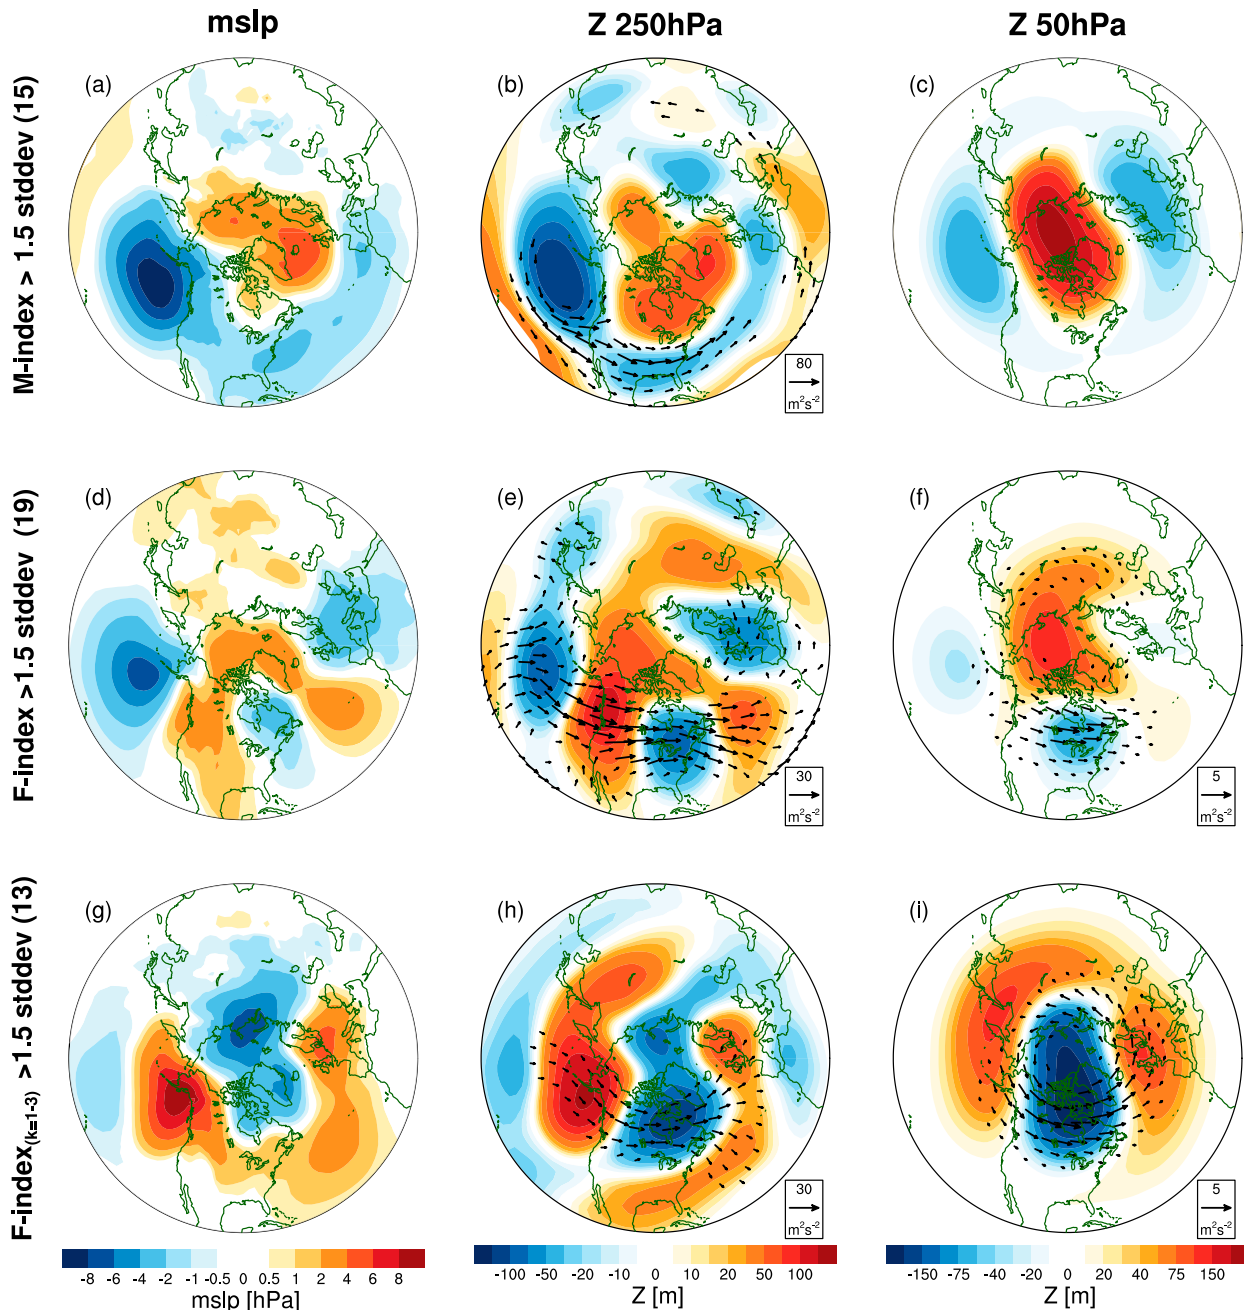 mslp Z 250hPa Z 50hPa
M-index > 1.5 stddev (15)
(a) (b) (c)
80
m²s⁻²
F-index >1.5 stddev (19)
(d) (e) (f)
30 5
m²s⁻² m²s⁻²
F-index(k=1-3) >1.5 stddev (13)
(g) (h) (i)
30 5
m²s⁻² m²s⁻²
-8 -6 -4 -2 -1 -0.5 0 0.5 1 2 4 6 8
mslp [hPa]
-100 -50 -20 -10 0 10 20 50 100
Z [m]
-150 -75 -40 -20 0 20 40 75 150
Z [m]